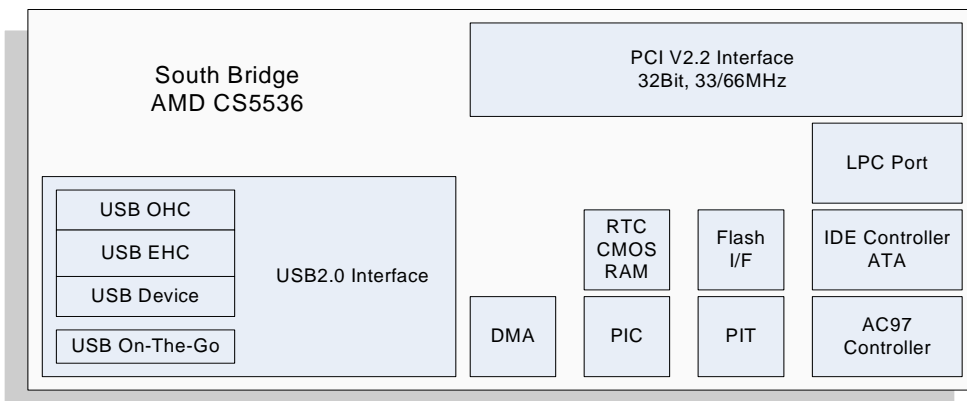 South Bridge
AMD CS5536
PCI V2.2 Interface
32Bit, 33/66MHz
LPC Port
USB OHC
USB EHC
USB Device
USB On-The-Go
USB2.0 Interface
RTC
CMOS
RAM
Flash
I/F
IDE Controller
ATA
DMA
PIC
PIT
AC97
Controller